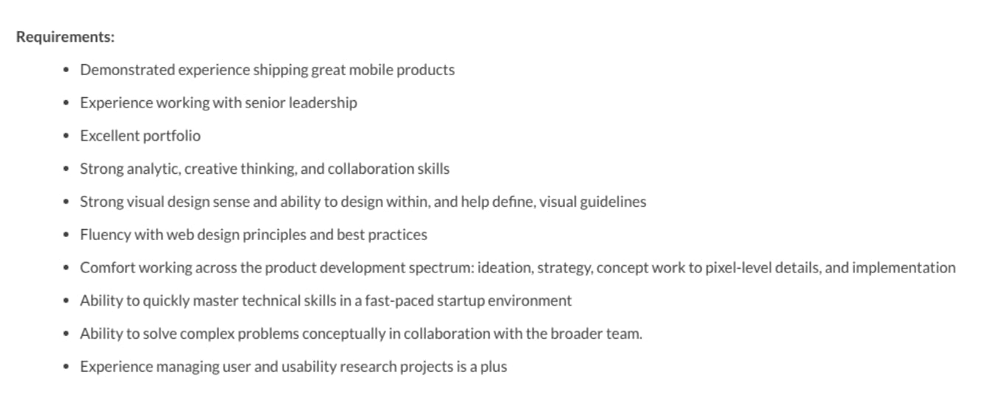 Requirements:
• Demonstrated experience shipping great mobile products
• Experience working with senior leadership
• Excellent portfolio
• Strong analytic, creative thinking, and collaboration skills
• Strong visual design sense and ability to design within, and help define, visual guidelines
• Fluency with web design principles and best practices
• Comfort working across the product development spectrum: ideation, strategy, concept work to pixel-level details, and implementation
• Ability to quickly master technical skills in a fast-paced startup environment
• Ability to solve complex problems conceptually in collaboration with the broader team.
• Experience managing user and usability research projects is a plus